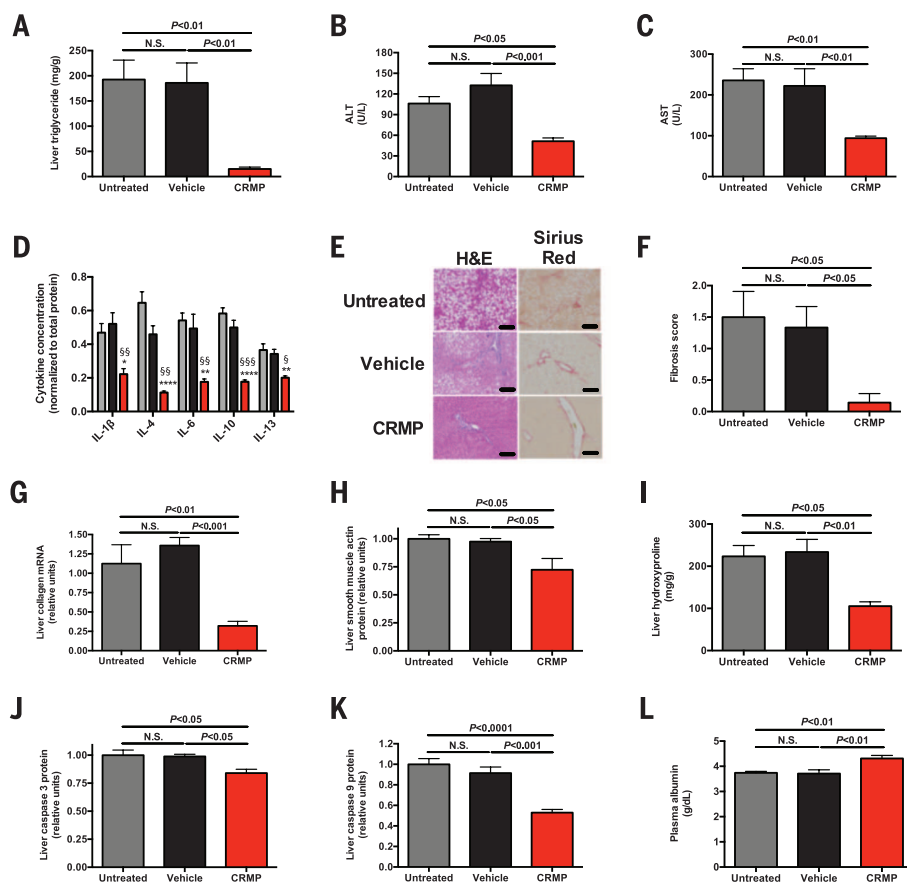 A
P<0.01
N.S.
P<0.01
Liver triglyceride (mg/g)
250
200
150
100
50
0
Untreated
Vehicle
CRMP
B
P<0.05
N.S.
P<0.001
ALT
(U/L)
180
150
120
90
60
30
0
Untreated
Vehicle
CRMP
C
P<0.01
N.S.
P<0.01
AST
(U/L)
300
200
100
0
Untreated
Vehicle
CRMP
D
Cytokine concentration
(normalized to total protein)
0.8
0.6
0.4
0.2
0.0
§§
*
§§
****
§§
**
§§§
****
§
**
IL-1β
IL-4
IL-6
IL-10
IL-13
E
H&E
Sirius
Red
Untreated
Vehicle
CRMP
F
P<0.05
N.S.
P<0.05
Fibrosis score
2.0
1.5
1.0
0.5
0.0
Untreated
Vehicle
CRMP
G
P<0.01
N.S.
P<0.001
Liver collagen mRNA
(relative units)
1.50
1.25
1.00
0.75
0.50
0.25
0.00
Untreated
Vehicle
CRMP
H
P<0.05
N.S.
P<0.05
Liver smooth muscle actin
protein (relative units)
1.00
0.75
0.50
0.25
0.00
Untreated
Vehicle
CRMP
I
P<0.05
N.S.
P<0.01
Liver hydroxyproline
(mg/g)
300
200
100
0
Untreated
Vehicle
CRMP
J
P<0.05
N.S.
P<0.05
Liver caspase 3 protein
(relative units)
1.00
0.75
0.50
0.25
0.00
Untreated
Vehicle
CRMP
K
P<0.0001
N.S.
P<0.001
Liver caspase 9 protein
(relative units)
1.2
1.0
0.8
0.6
0.4
0.2
0.0
Untreated
Vehicle
CRMP
L
P<0.01
N.S.
P<0.01
Plasma albumin
(g/dL)
5
4
3
2
1
0
Untreated
Vehicle
CRMP